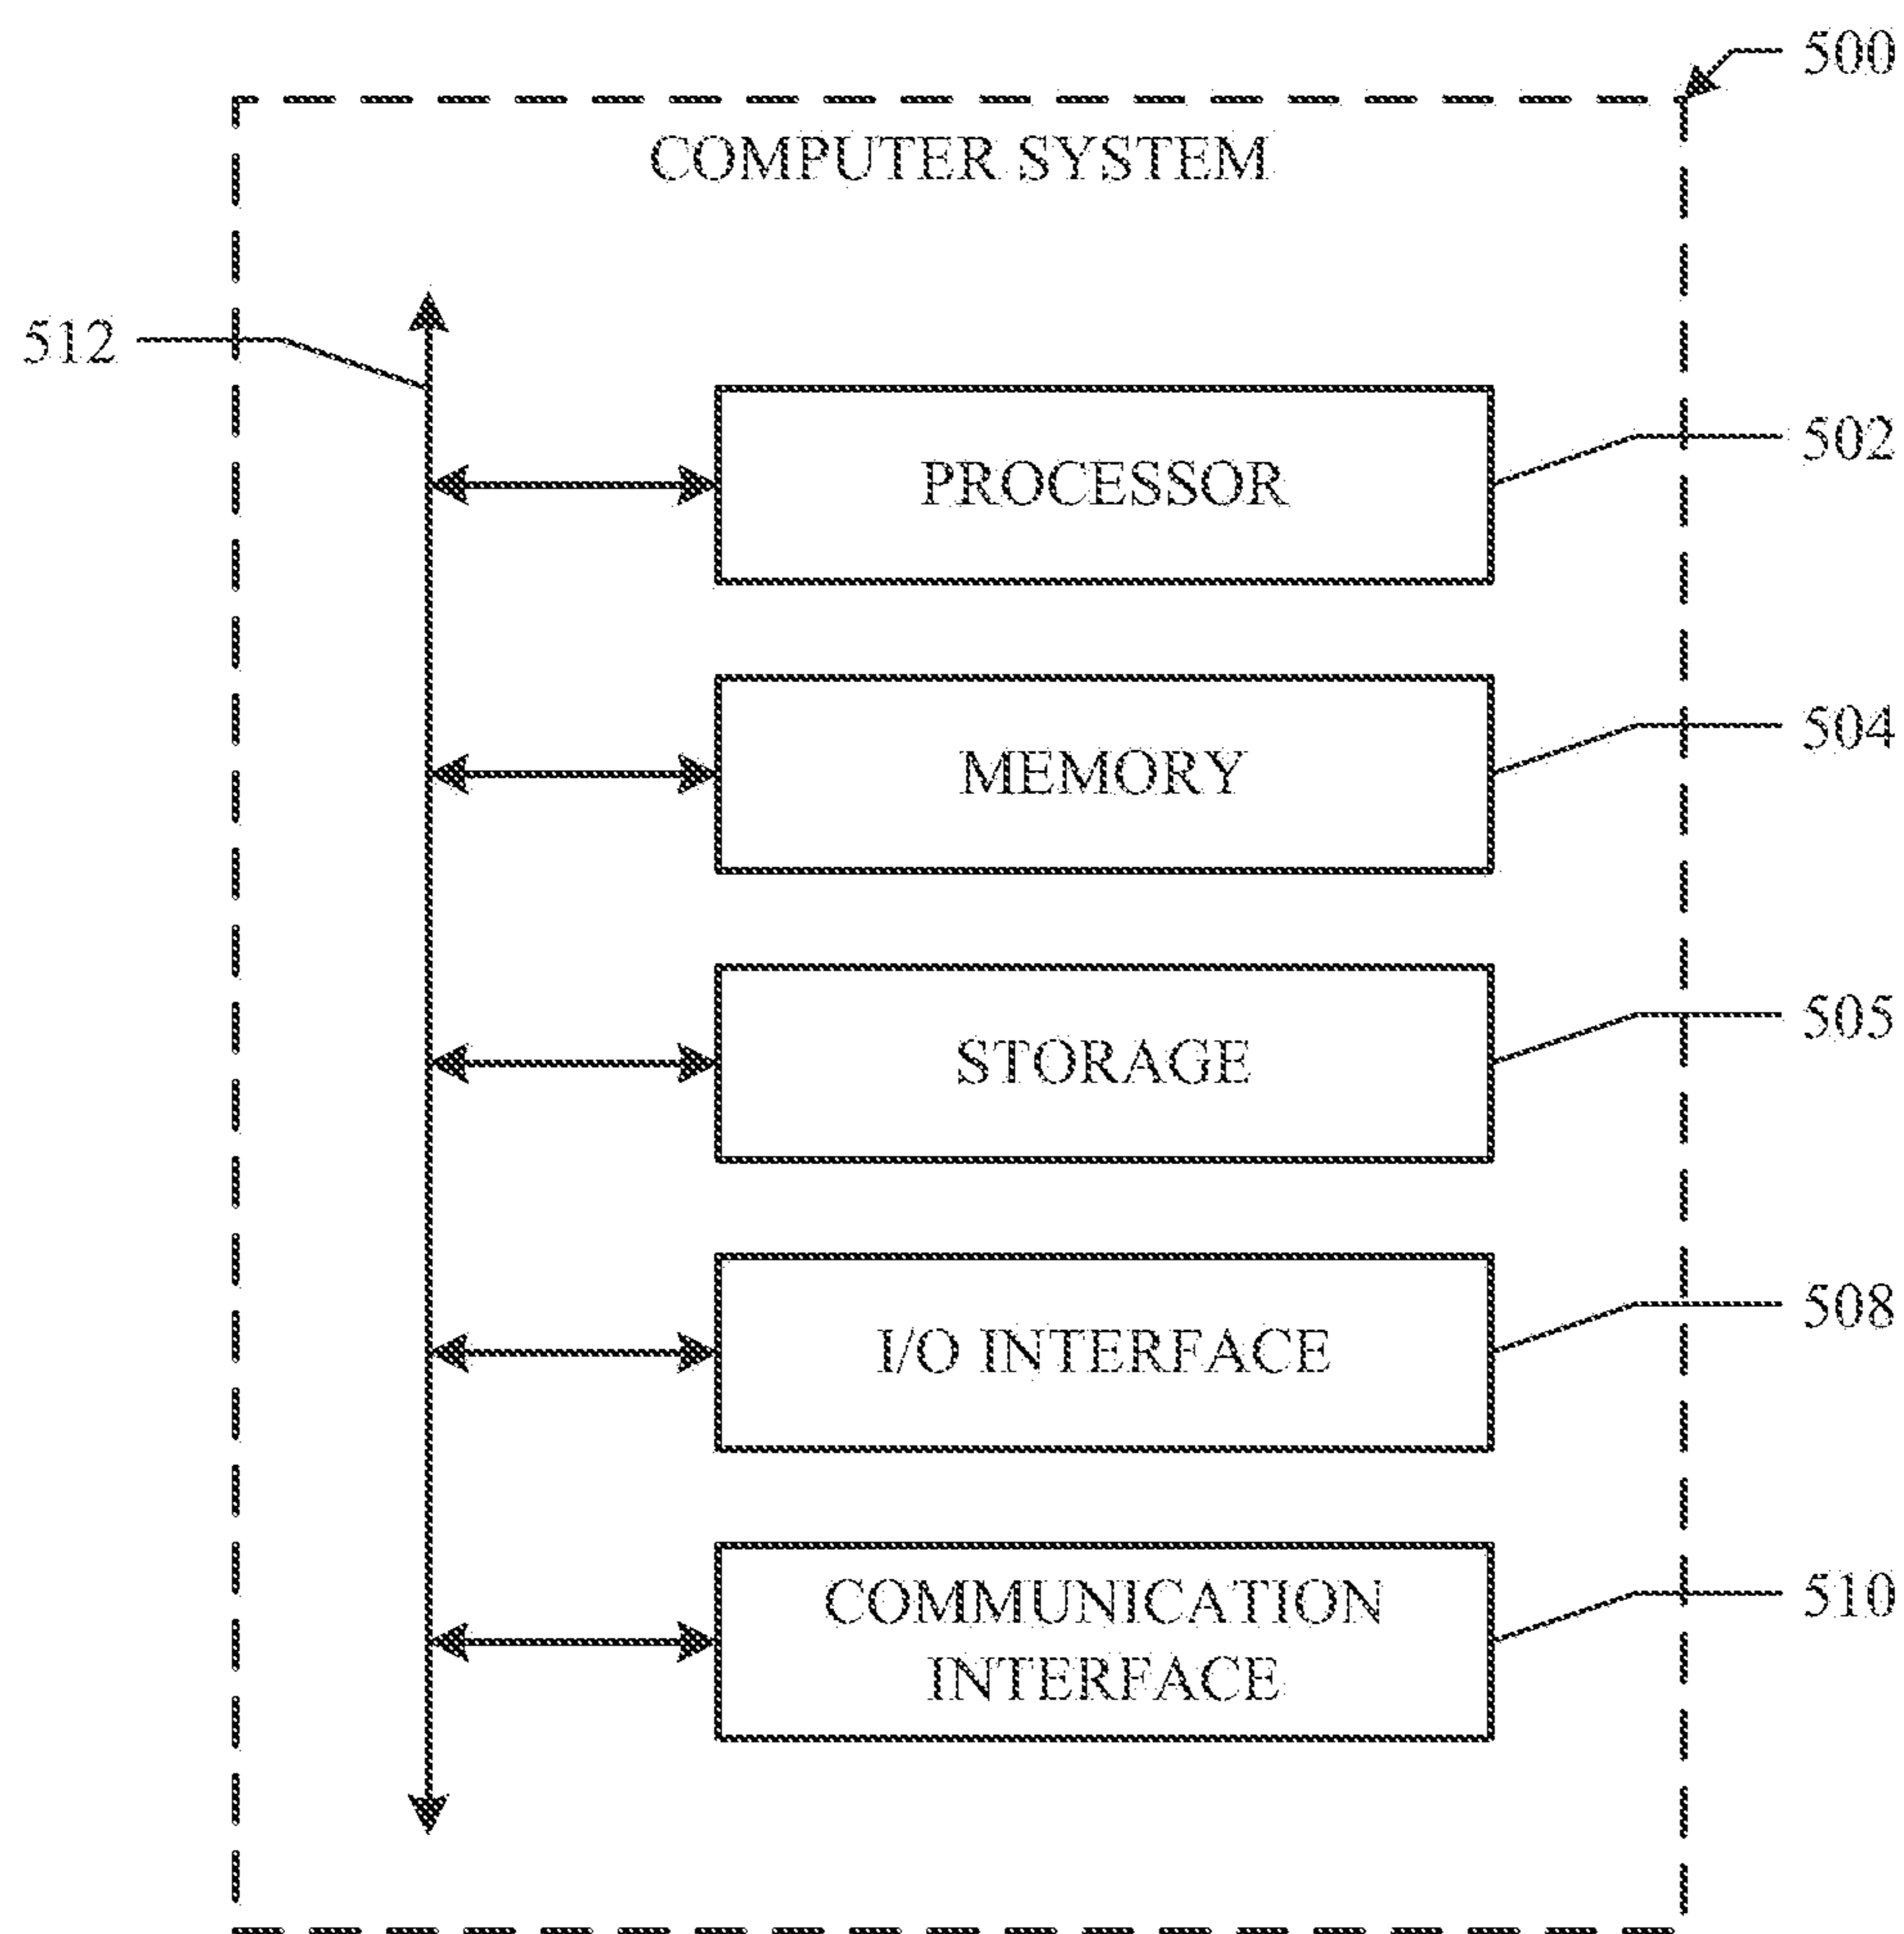 500
COMPUTER SYSTEM
512
PROCESSOR
502
MEMORY
504
STORAGE
505
I/O INTERFACE
508
COMMUNICATION
INTERFACE
510